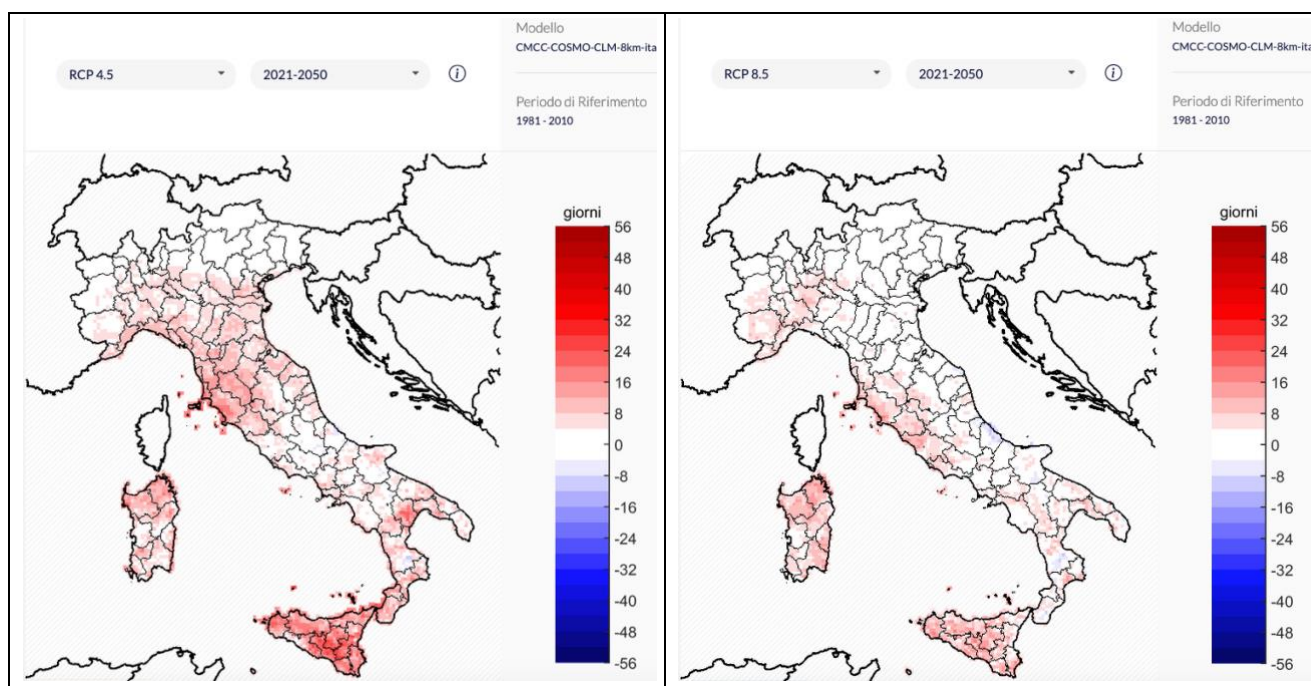 Modello
CMCC-COSMO-CLM-8km-ita
RCP 4.5
2021-2050
i
Periodo di Riferimento
1981 - 2010
giorni
56
48
40
32
24
16
8
0
-8
-16
-24
-32
-40
-48
-56
Modello
CMCC-COSMO-CLM-8km-ita
RCP 8.5
2021-2050
i
Periodo di Riferimento
1981 - 2010
giorni
56
48
40
32
24
16
8
0
-8
-16
-24
-32
-40
-48
-56